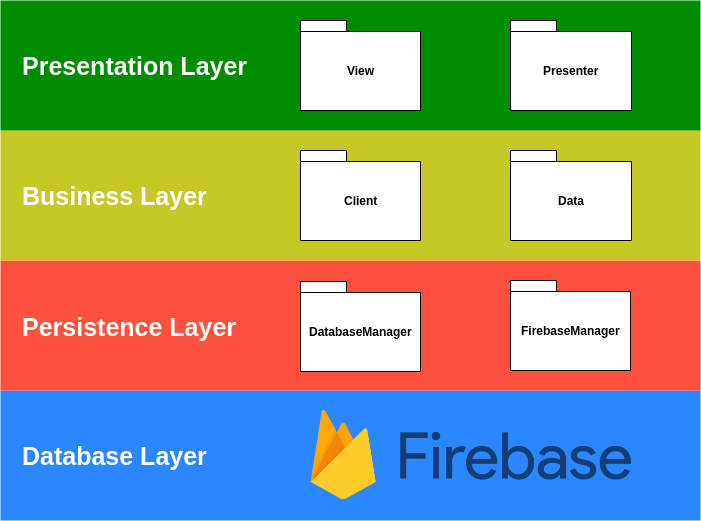 Presentation Layer
View
Presenter
Business Layer
Client
Data
Persistence Layer
DatabaseManager
FirebaseManager
Database Layer
Firebase